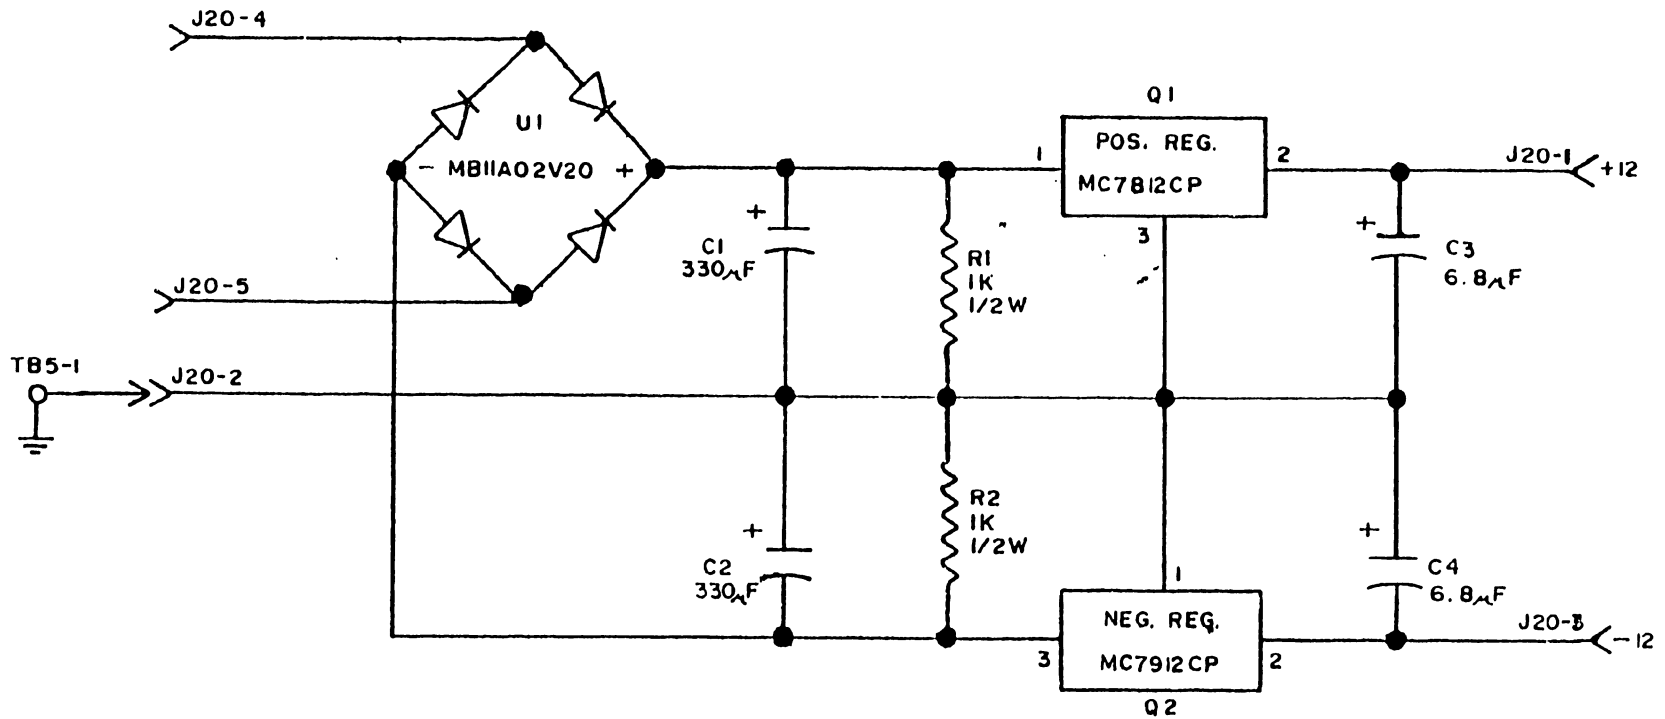 J20-4
U1
- MB11A02V20 +
J20-5
TB5-1
J20-2
+
C1
330µF
R1
1K
1/2W
Q1
1
POS. REG.
MC7812CP
2
3
J20-1
+12
+
C3
6.8µF
+
C2
330µF
R2
1K
1/2W
1
NEG. REG.
MC7912CP
3
2
Q2
+
C4
6.8µF
J20-3
-12